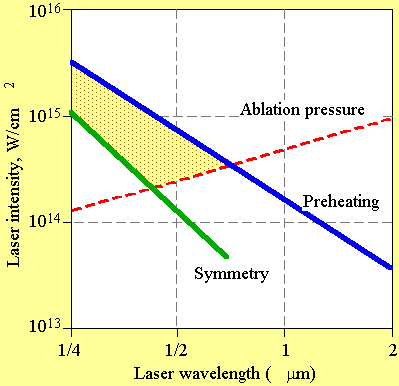 10^16
Laser intensity, W/cm^2
10^15
Ablation pressure
10^14
Preheating
Symmetry
10^13
1/4 1/2 1 2
Laser wavelength ( µm)